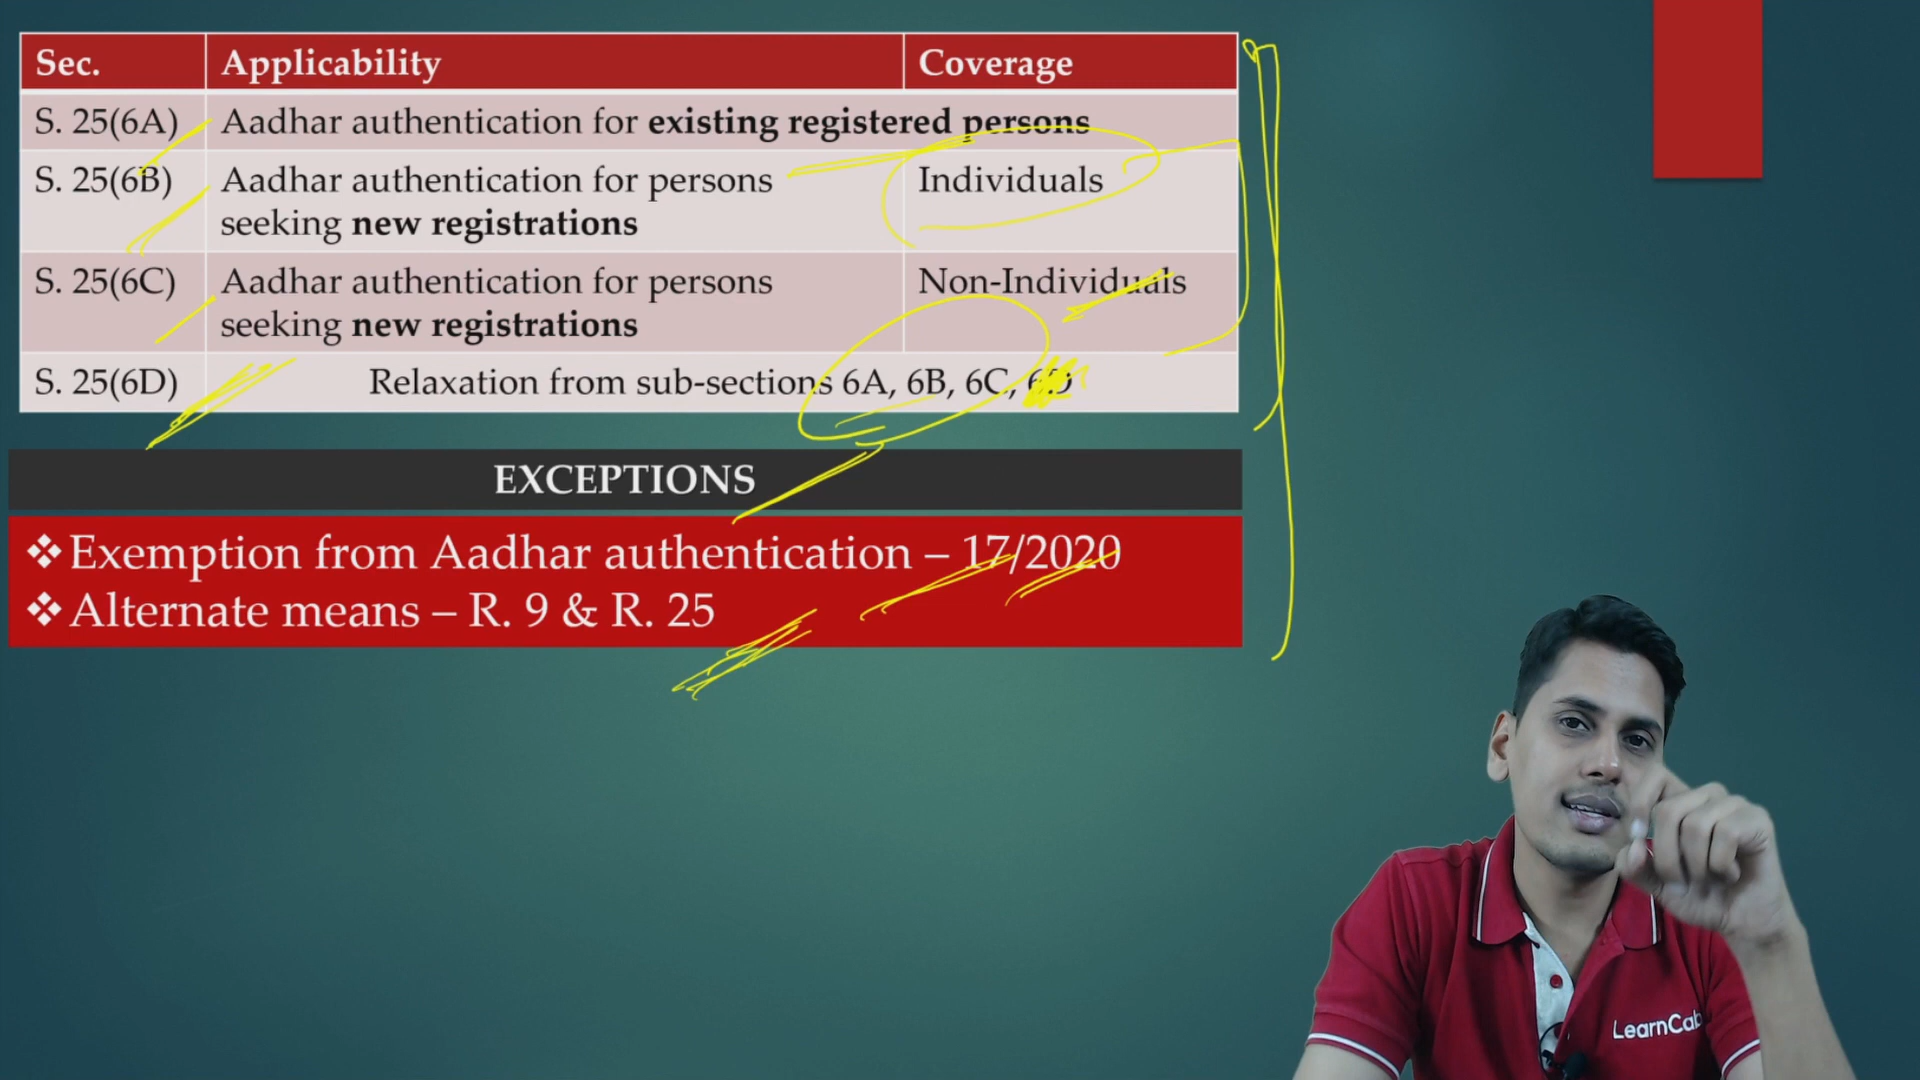 Sec. Applicability Coverage
S. 25(6A) Aadhar authentication for existing registered persons
S. 25(6B) Aadhar authentication for persons Individuals
seeking new registrations
S. 25(6C) Aadhar authentication for persons Non-Individuals
seeking new registrations
S. 25(6D) Relaxation from sub-sections 6A, 6B, 6C, 6D
EXCEPTIONS
❖ Exemption from Aadhar authentication – 17/2020
❖ Alternate means – R. 9 & R. 25
LearnCab